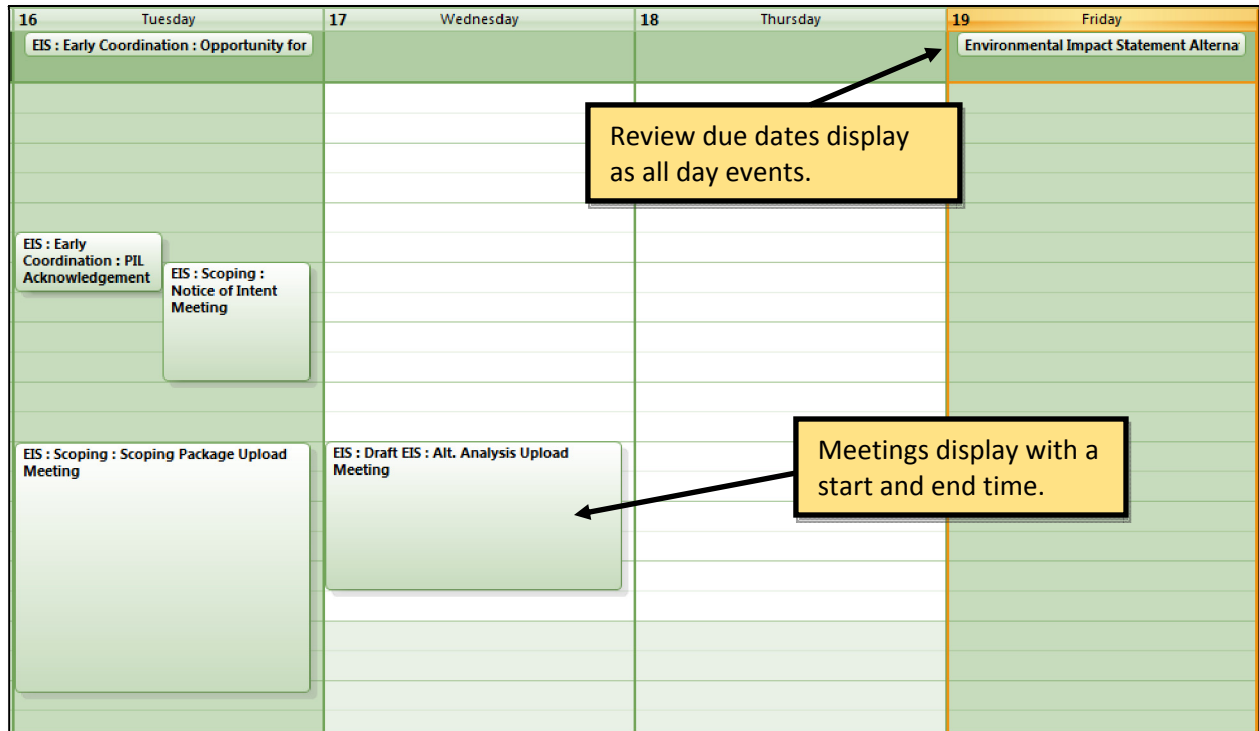 16 Tuesday 17 Wednesday 18 Thursday 19 Friday
EIS : Early Coordination : Opportunity for
Environmental Impact Statement Alterna
Review due dates display
as all day events.
EIS : Early
Coordination : PIL
Acknowledgement
EIS : Scoping :
Notice of Intent
Meeting
EIS : Scoping : Scoping Package Upload
Meeting
EIS : Draft EIS : Alt. Analysis Upload
Meeting
Meetings display with a
start and end time.